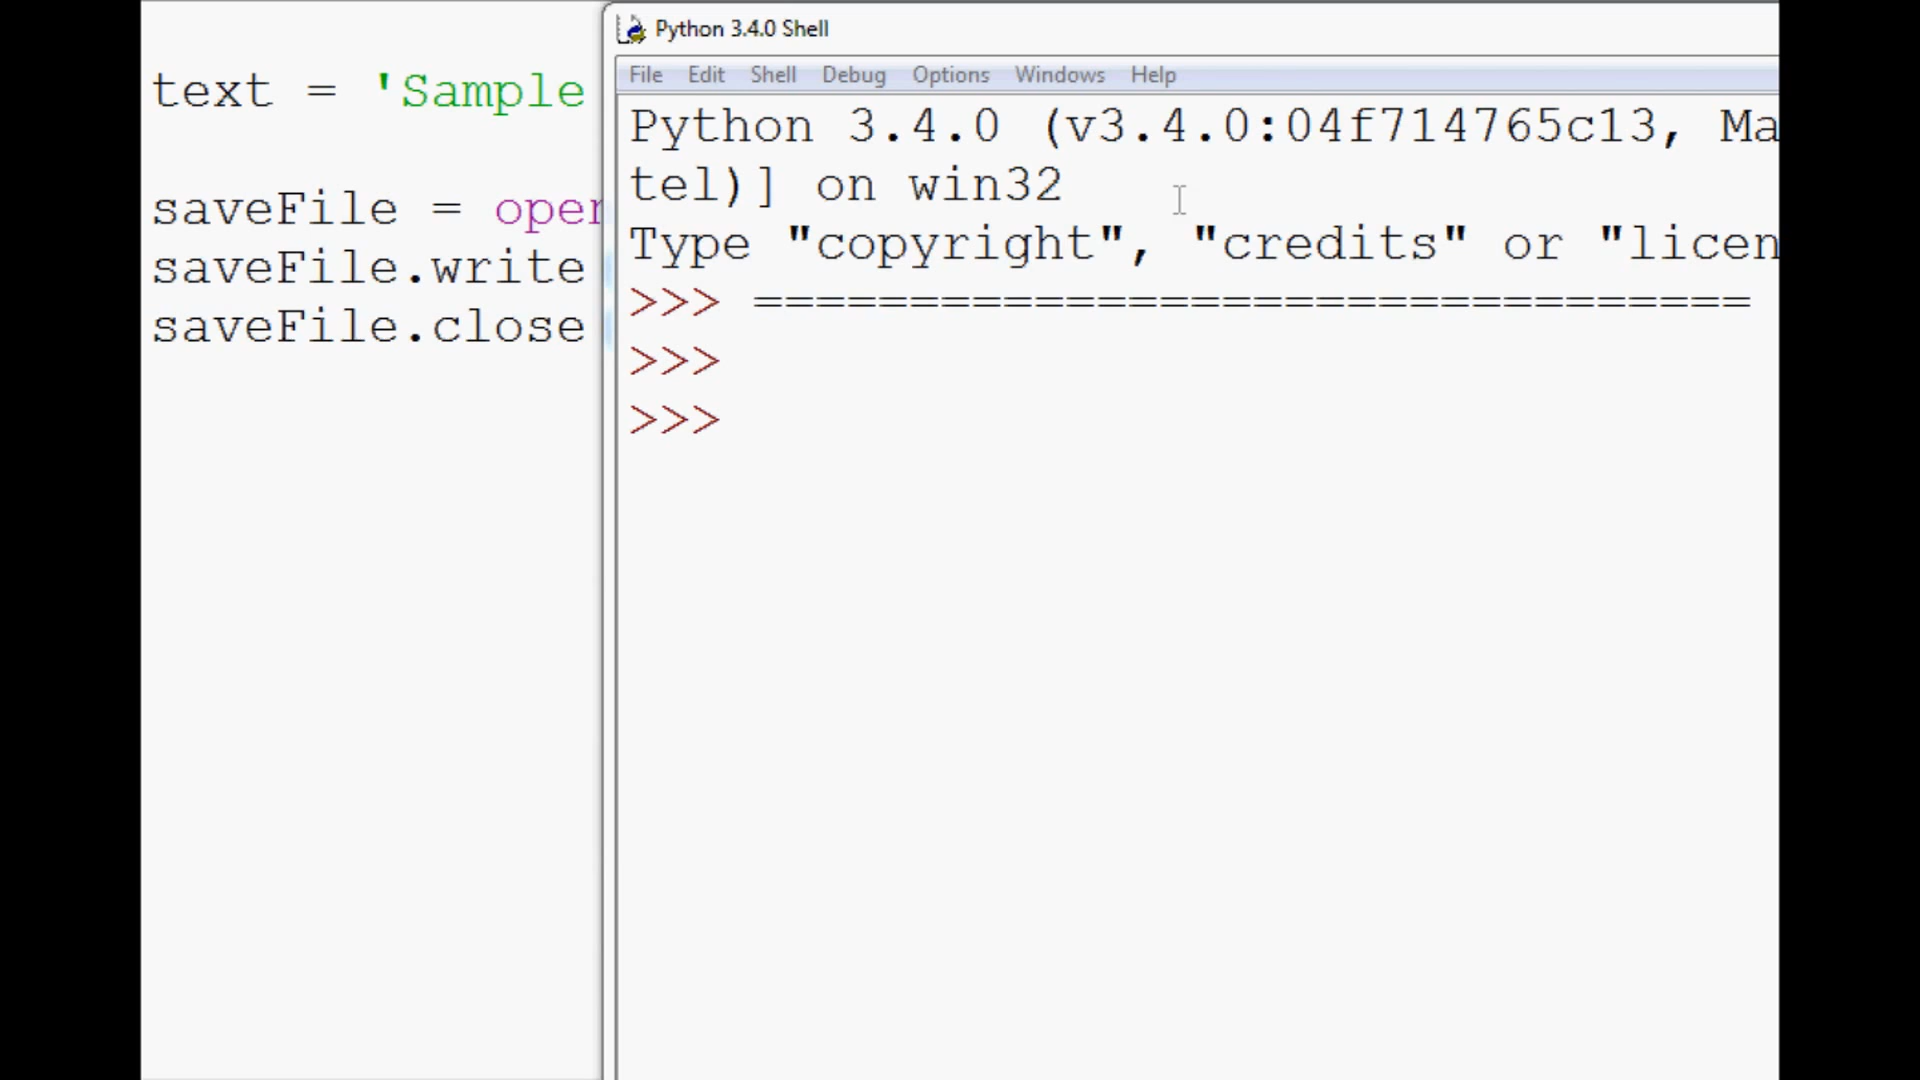 text = 'Sample
saveFile =
saveFile.write
saveFile.close
Python 3.4.0 Shell
File Edit Shell Debug Options Windows Help
Python 3.4.0 (v3.4.0:04f714765c13, Ma
tel)] on win32
Type "copyright", "credits" or "licen
>>> ================================
>>>
>>>